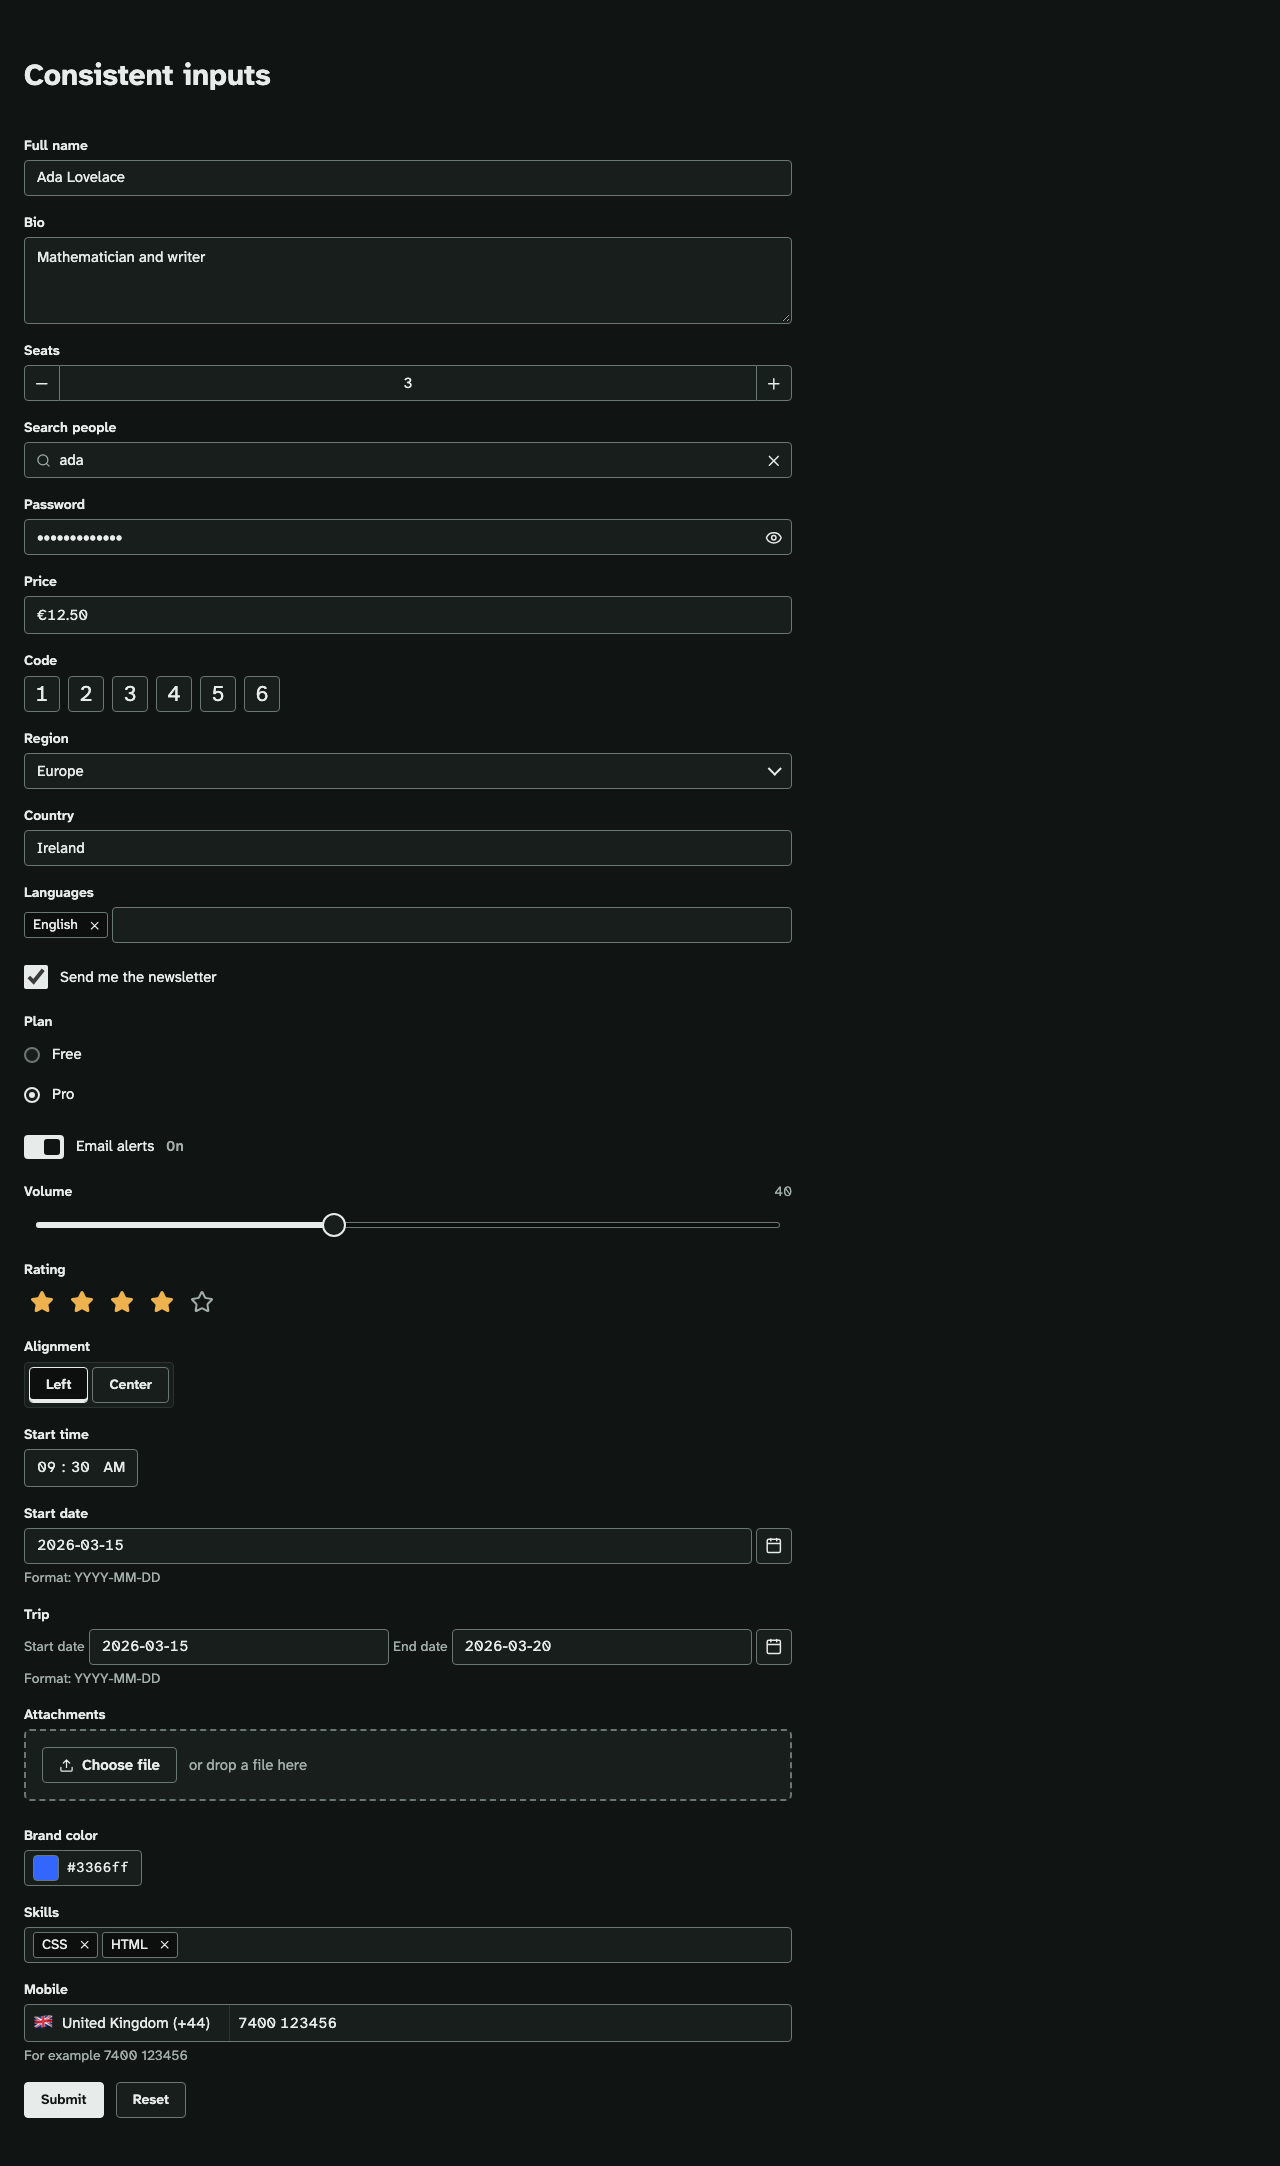 Consistent inputs
Full name
Ada Lovelace
Bio
Mathematician and writer
Seats
3
Search people
ada
Password
•••••••••••••
Price
€12.50
Code
1 2 3 4 5 6
Region
Europe
Country
Ireland
Languages
English
Send me the newsletter
Plan
Free
Pro
Email alerts On
Volume 40
Rating
Alignment
Left Center
Start time
09 : 30 AM
Start date
2026-03-15
Format: YYYY-MM-DD
Trip
Start date 2026-03-15 End date 2026-03-20
Format: YYYY-MM-DD
Attachments
Choose file or drop a file here
Brand color
#3366ff
Skills
CSS HTML
Mobile
United Kingdom (+44) 7400 123456
For example 7400 123456
Submit Reset